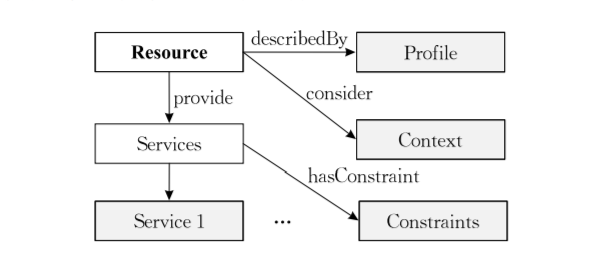 describedBy
Resource
Profile
provide
consider
Services
Context
hasConstraint
Service 1
...
Constraints